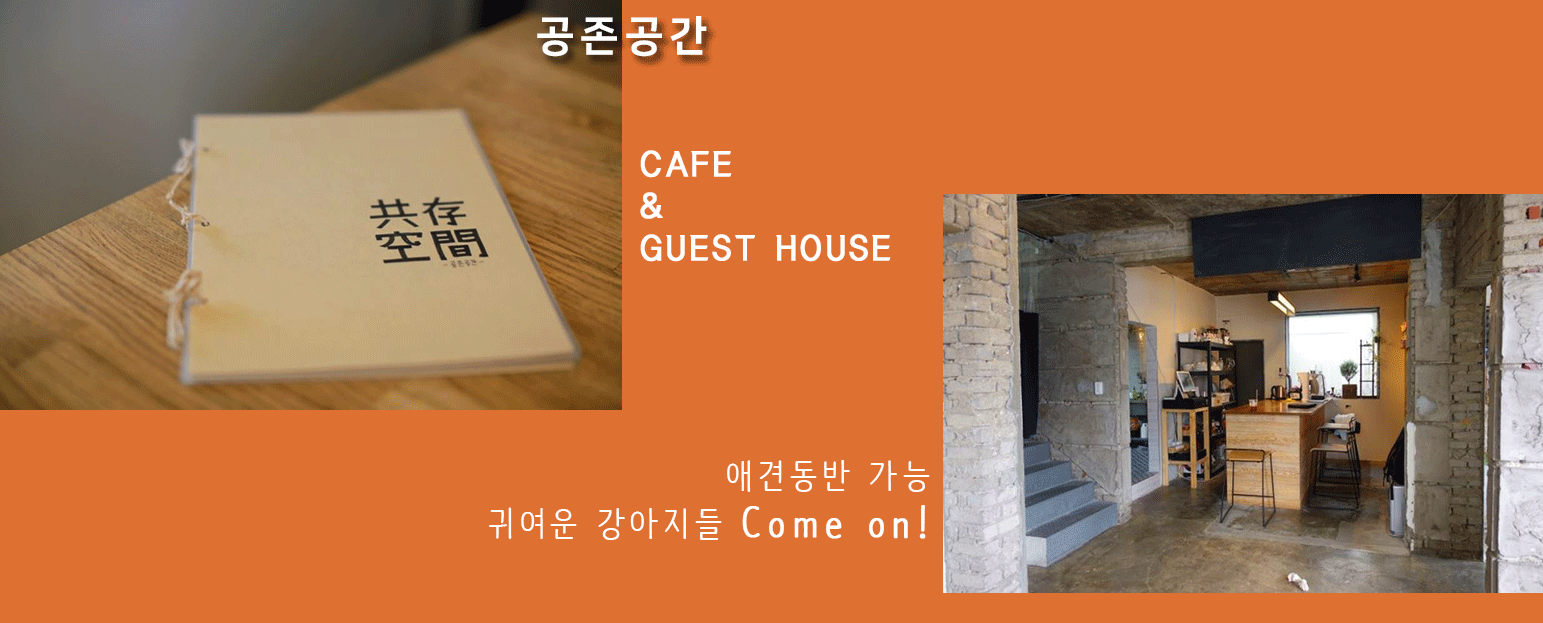 공존공간
共存
空間
- 공존공간 -
CAFE
&
GUEST HOUSE
애견동반 가능
귀여운 강아지들 Come on!